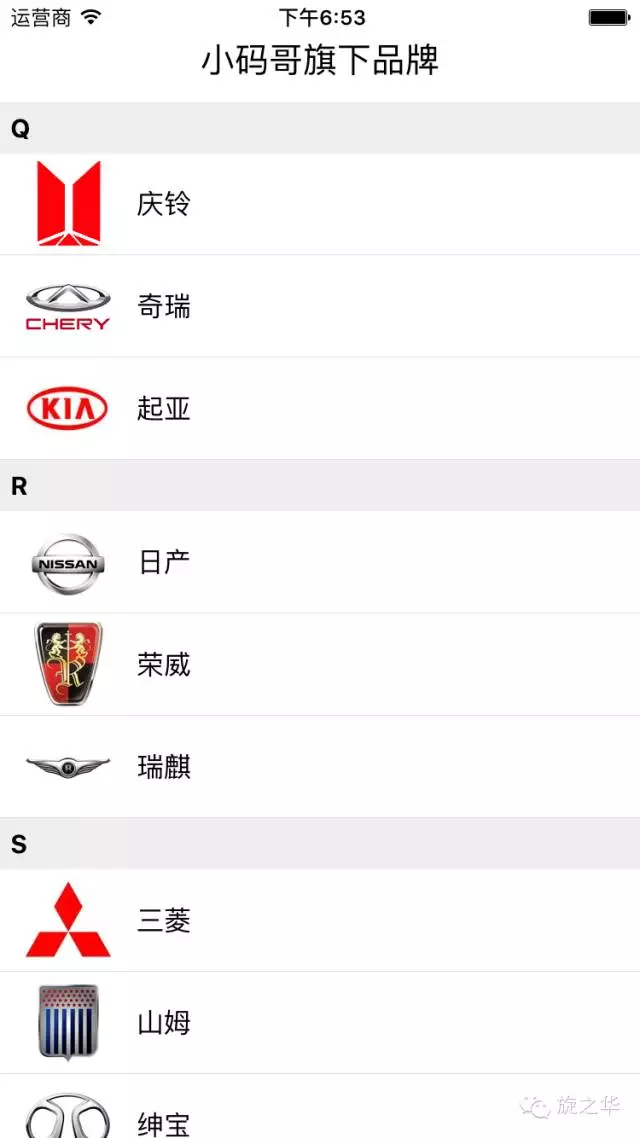 运营商 下午6:53
小码哥旗下品牌
Q
庆铃
CHERY 奇瑞
KIA 起亚
R
NISSAN 日产
R 荣威
瑞麒
S
三菱
山姆
绅宝
旋之华